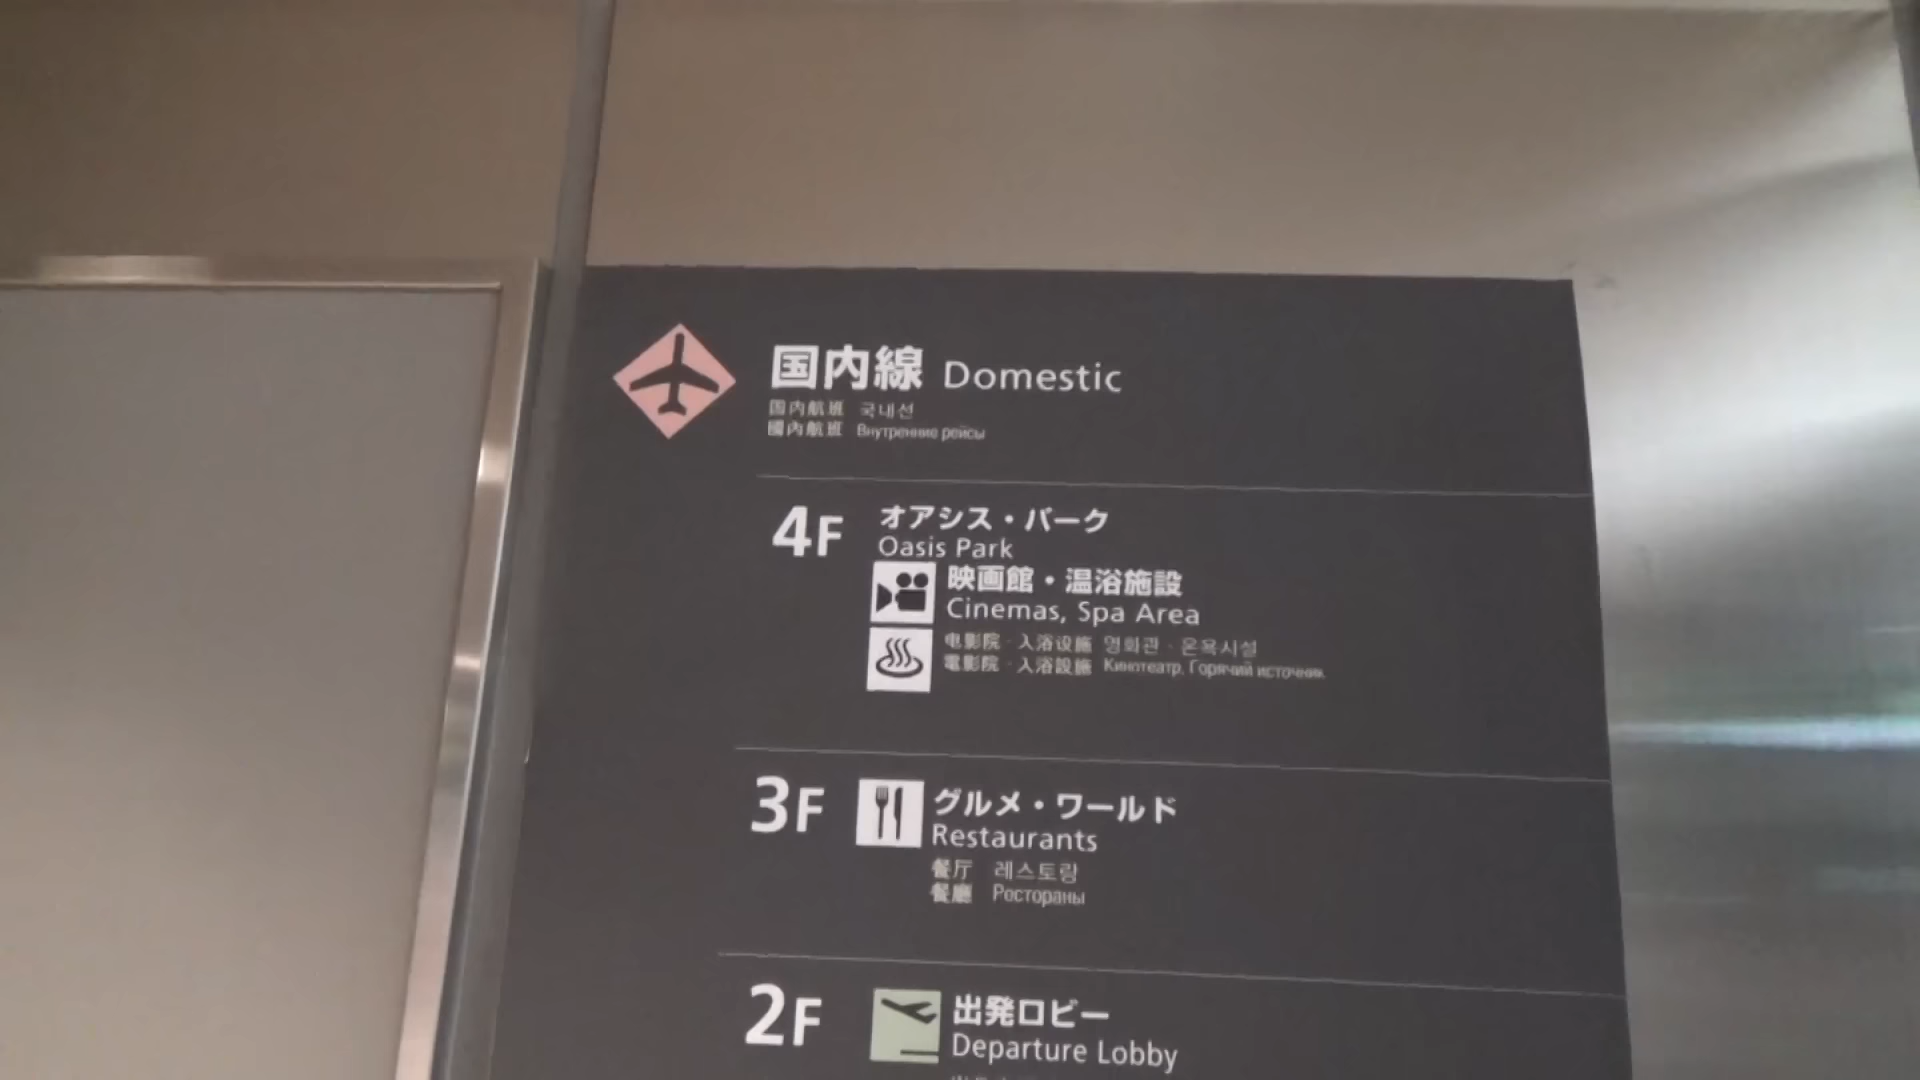 国内線 Domestic
国内航班 국내선
國內航班 Внутренние рейсы
4F オアシス・パーク
Oasis Park
映画館・温浴施設
Cinemas, Spa Area
电影院・入浴设施 영화관・온욕시설
電影院・入浴設施 Кинотеатр, Горячий источник
3F グルメ・ワールド
Restaurants
餐厅 레스토랑
餐廳 Рестораны
2F 出発ロビー
Departure Lobby